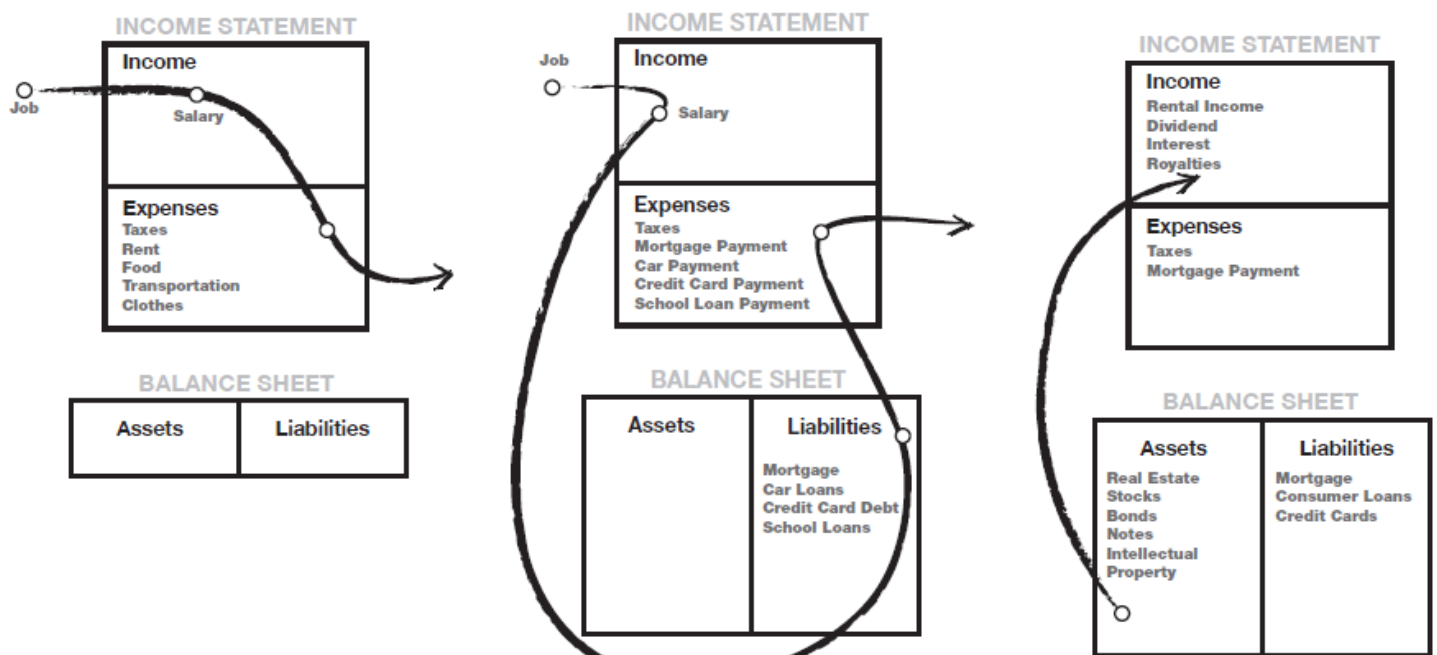 INCOME STATEMENT
Income
Job
Salary
Expenses
Taxes
Rent
Food
Transportation
Clothes
BALANCE SHEET
Assets
Liabilities
INCOME STATEMENT
Job
Income
Salary
Expenses
Taxes
Mortgage Payment
Car Payment
Credit Card Payment
School Loan Payment
BALANCE SHEET
Assets
Liabilities
Mortgage
Car Loans
Credit Card Debt
School Loans
INCOME STATEMENT
Income
Rental Income
Dividend
Interest
Royalties
Expenses
Taxes
Mortgage Payment
BALANCE SHEET
Assets
Real Estate
Stocks
Bonds
Notes
Intellectual
Property
Liabilities
Mortgage
Consumer Loans
Credit Cards